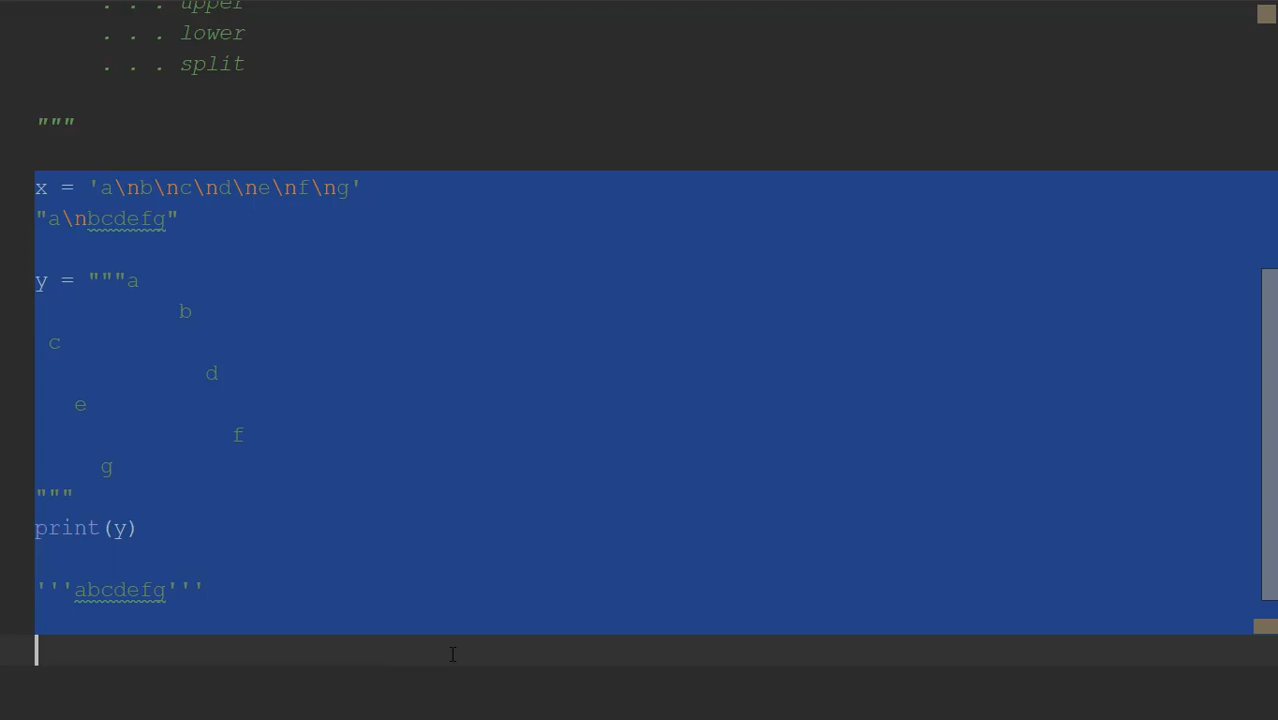 . . . upper
. . . lower
. . . split
"""
x = 'a\nb\nc\nd\ne\nf\ng'
"a\nbcdefg"
y = """a
b
c
d
e
f
g
"""
print(y)
'''abcdefg'''